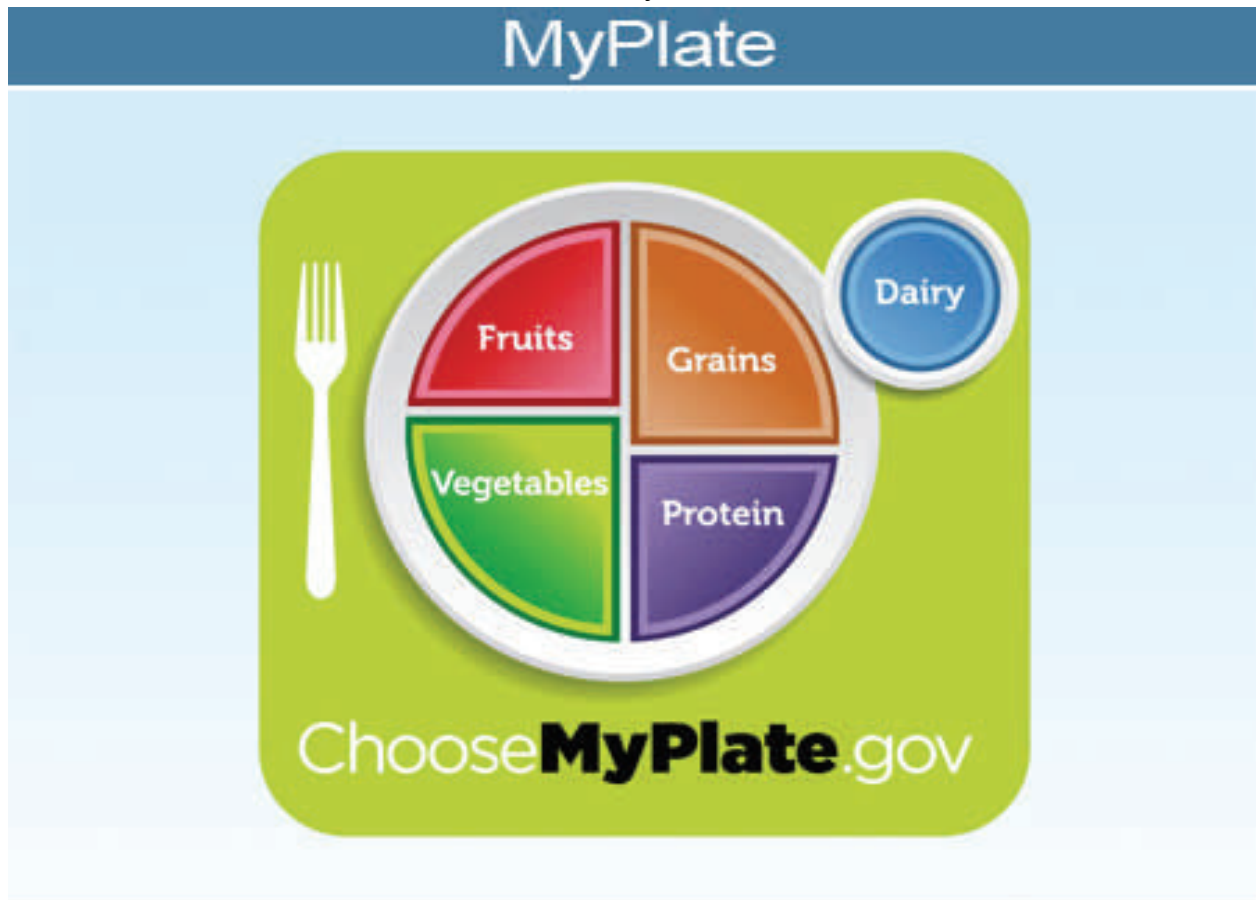 MyPlate
Fruits
Grains
Dairy
Vegetables
Protein
ChooseMyPlate.gov